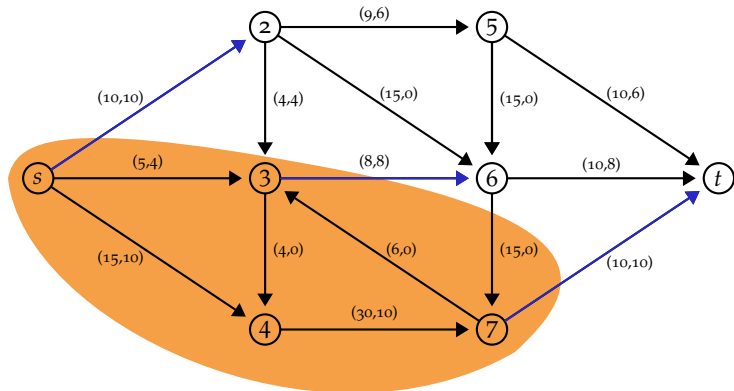 2 (9,6) 5
(10,10) (4,4) (15,0) (15,0) (10,6)
s (5,4) 3 (8,8) 6 (10,8) t
(15,10) (4,0) (6,0) (15,0) (10,10)
4 (30,10) 7